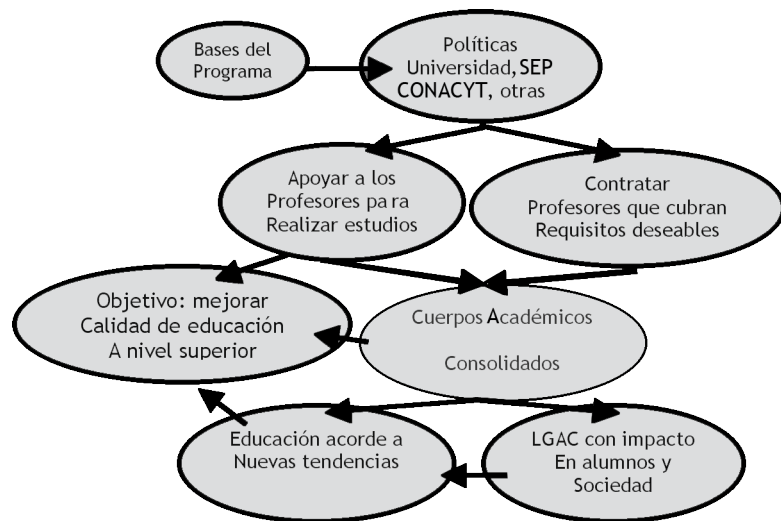 Bases del
Programa
Políticas
Universidad, SEP
CONACYT, otras
Apoyar a los
Profesores para
Realizar estudios
Contratar
Profesores que cubran
Requisitos deseables
Objetivo: mejorar
Calidad de educación
A nivel superior
Cuerpos Académicos
Consolidados
Educación acorde a
Nuevas tendencias
LGAC con impacto
En alumnos y
Sociedad